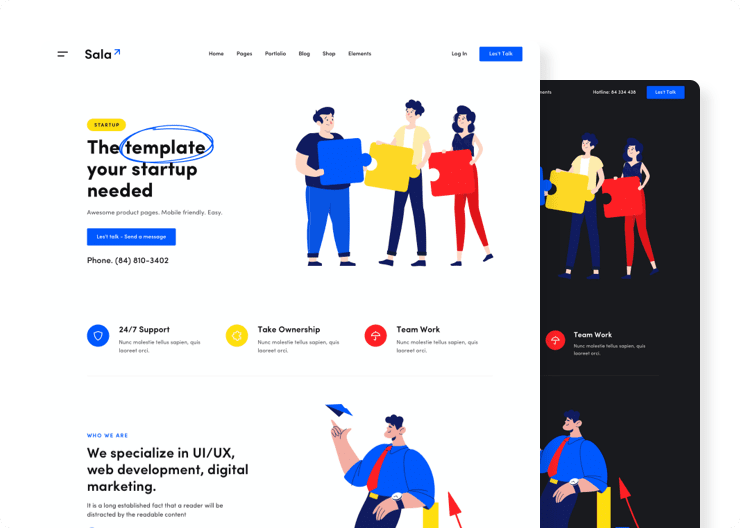 Sala
Home Pages Portfolio Blog Shop Elements
Log In
Les't Talk
STARTUP
The template
your startup
needed
Awesome product pages. Mobile friendly. Easy.
Les't talk - Send a message
Phone. (84) 810-3402
24/7 Support
Nunc molestie tellus sapien, quis
laoreet orci.
Take Ownership
Nunc molestie tellus sapien, quis
laoreet orci.
Team Work
Nunc molestie tellus sapien, quis
laoreet orci.
WHO WE ARE
We specialize in UI/UX,
web development, digital
marketing.
It is a long established fact that a reader will be
distracted by the readable content
ements
Hotline: 84 334 438
Les't Talk
Team Work
Nunc molestie tellus sapien, quis
laoreet orci.